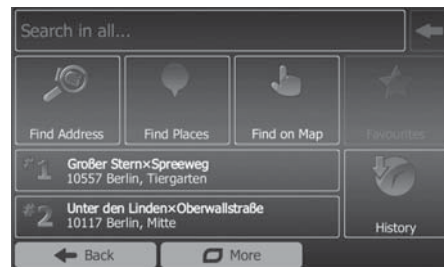 Search in all...
Find Address
Find Places
Find on Map
Favourites
#1 Großer Stern×Spreeweg
10557 Berlin, Tiergarten
#2 Unter den Linden×Oberwallstraße
10117 Berlin, Mitte
History
Back
More